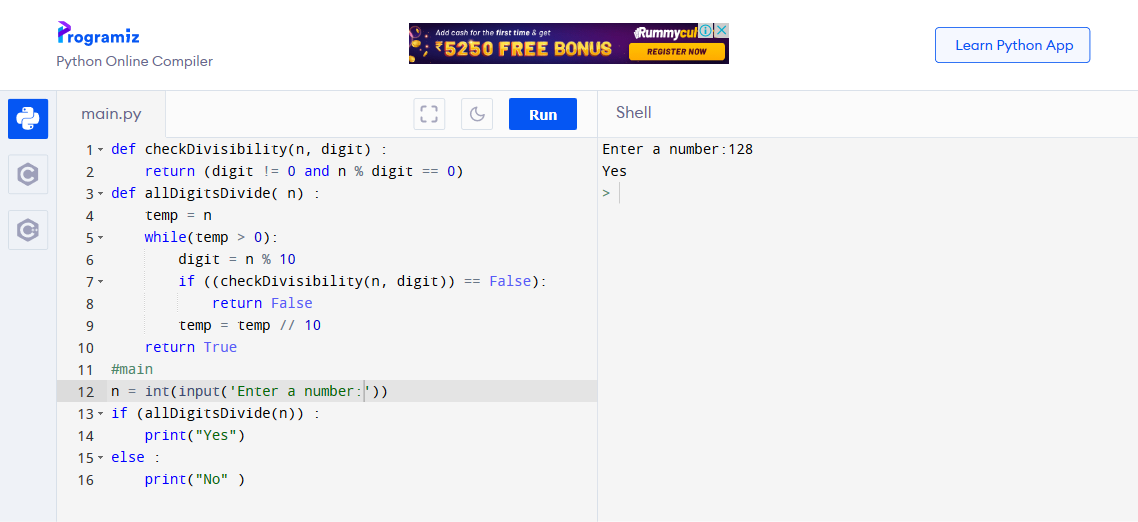 Programiz
Python Online Compiler
Add cash for the first time & get
₹5250 FREE BONUS
Rummycul
REGISTER NOW
Learn Python App
main.py
Run
Shell
1 def checkDivisibility(n, digit) :
2     return (digit != 0 and n % digit == 0)
3 def allDigitsDivide( n) :
4     temp = n
5     while(temp > 0):
6         digit = n % 10
7         if ((checkDivisibility(n, digit)) == False):
8             return False
9         temp = temp // 10
10     return True
11 #main
12 n = int(input('Enter a number:'))
13 if (allDigitsDivide(n)) :
14     print("Yes")
15 else :
16     print("No" )
Enter a number:128
Yes
>